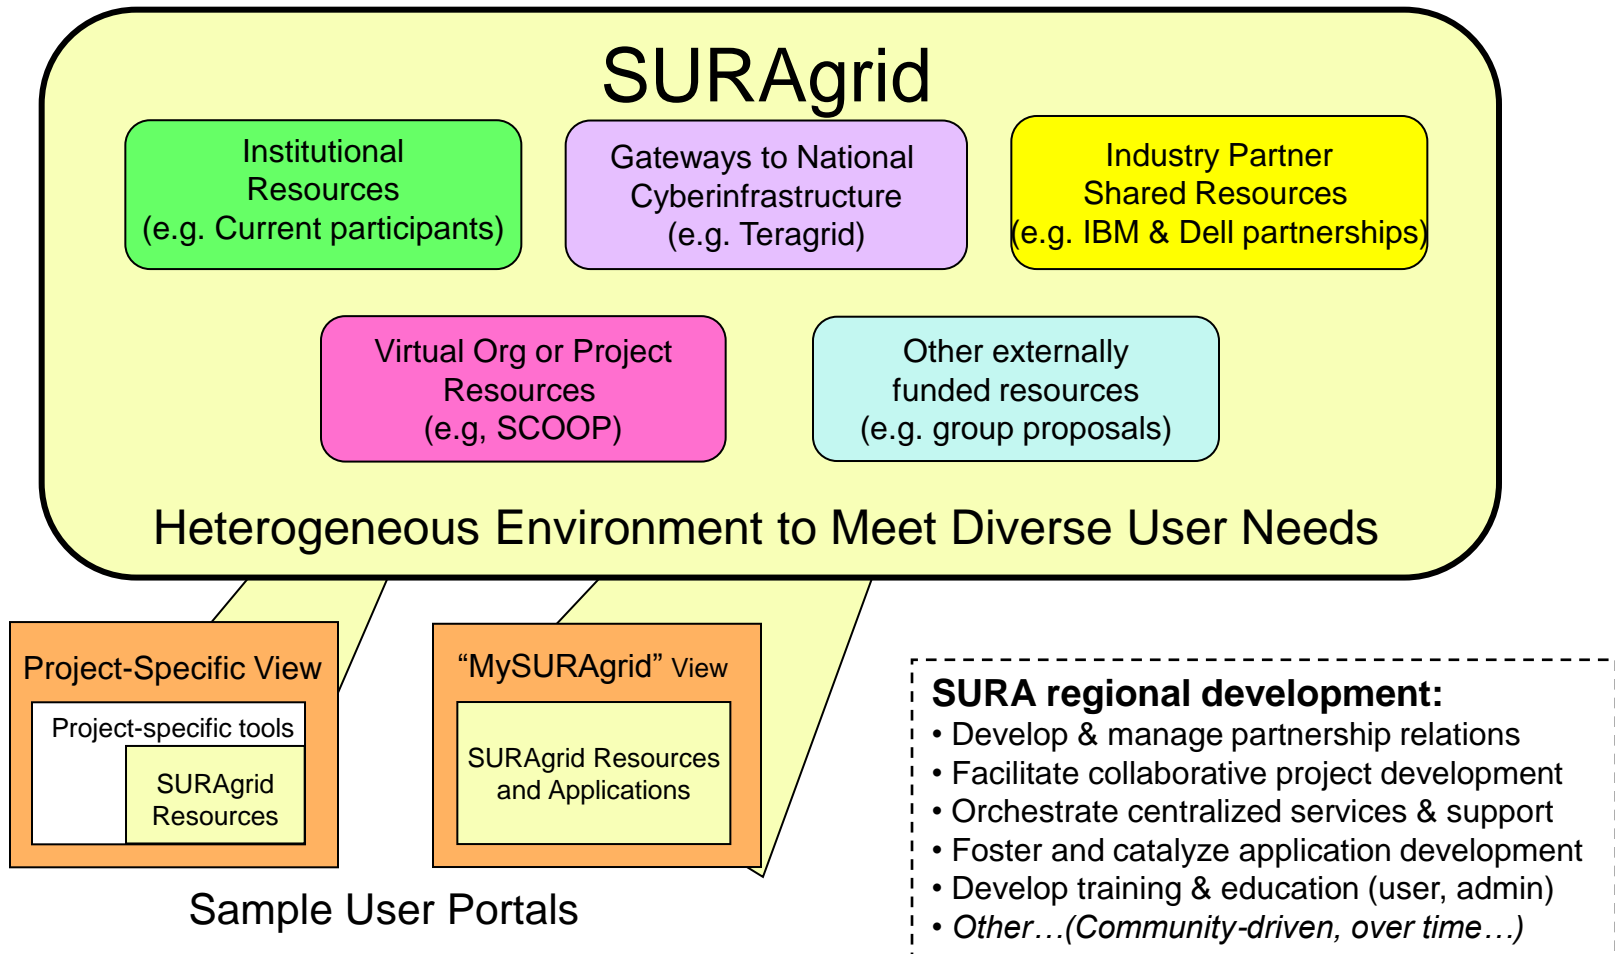 SURAgrid
Institutional
Resources
(e.g. Current participants)
Gateways to National
Cyberinfrastructure
(e.g. Teragrid)
Industry Partner
Shared Resources
(e.g. IBM & Dell partnerships)
Virtual Org or Project
Resources
(e.g, SCOOP)
Other externally
funded resources
(e.g. group proposals)
Heterogeneous Environment to Meet Diverse User Needs
Project-Specific View
Project-specific tools
SURAgrid
Resources
“MySURAgrid” View
SURAgrid Resources
and Applications
Sample User Portals
SURA regional development:
• Develop & manage partnership relations
• Facilitate collaborative project development
• Orchestrate centralized services & support
• Foster and catalyze application development
• Develop training & education (user, admin)
• Other…(Community-driven, over time…)